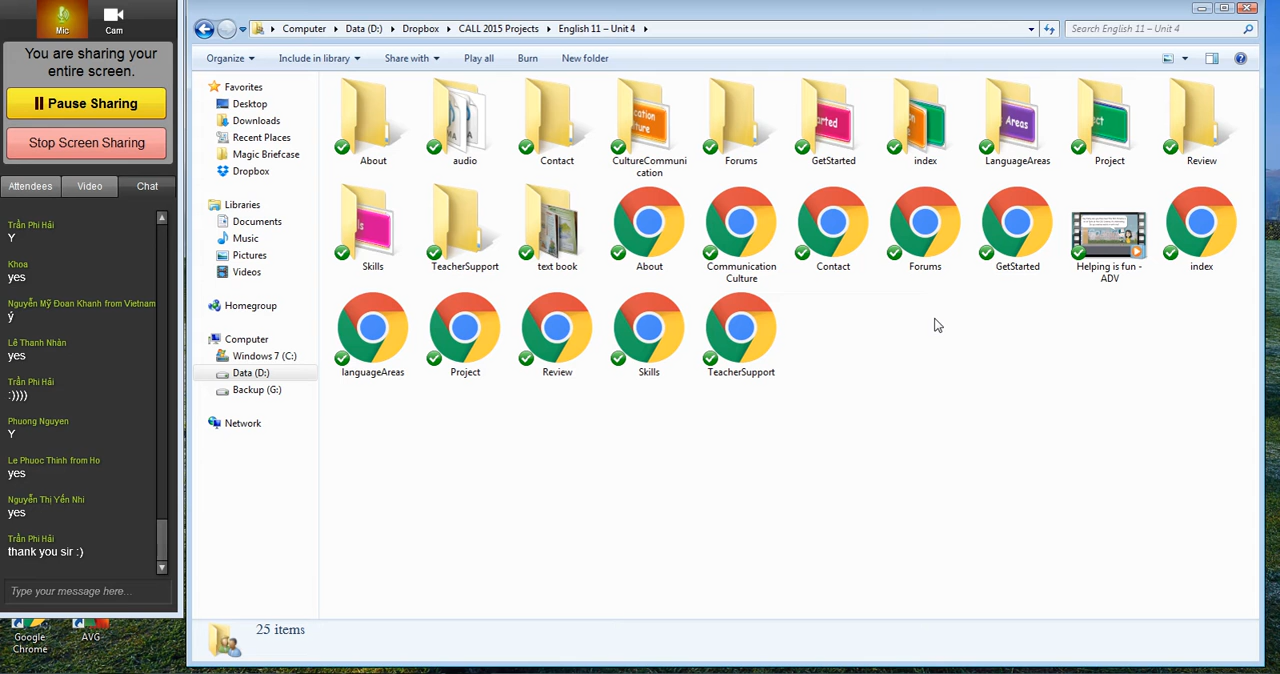 Mic
Cam
You are sharing your
entire screen.
Pause Sharing
Stop Screen Sharing
Attendees
Video
Chat
Trần Phi Hải
Y
Khoa
yes
Nguyễn Mỹ Đoan Khanh from Vietnam
ý
Lê Thanh Nhàn
yes
Trần Phi Hải
:))))
Phuong Nguyen
Y
Le Phuoc Thinh from Ho
yes
Nguyễn Thị Yến Nhi
yes
Trần Phi Hải
thank you sir :)
Type your message here...
Google
Chrome
AVG
Computer
Data (D:)
Dropbox
CALL 2015 Projects
English 11 – Unit 4
Search English 11 – Unit 4
Organize
Include in library
Share with
Play all
Burn
New folder
Favorites
Desktop
Downloads
Recent Places
Magic Briefcase
Dropbox
Libraries
Documents
Music
Pictures
Videos
Homegroup
Computer
Windows 7 (C:)
Data (D:)
Backup (G:)
Network
About
audio
Contact
CultureCommuni
cation
Forums
GetStarted
index
LanguageAreas
Project
Review
Skills
TeacherSupport
text book
About
Communication
Culture
Contact
Forums
GetStarted
Helping is fun -
ADV
index
languageAreas
Project
Review
Skills
TeacherSupport
25 items